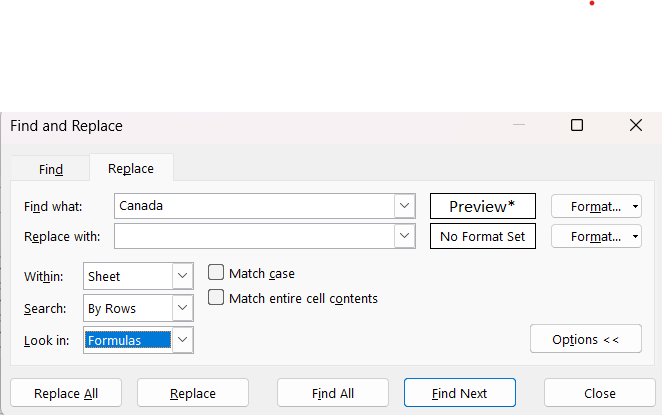 Find and Replace
Find Replace
Find what: Canada Preview* Format...
Replace with: No Format Set Format...
Within: Sheet Match case
Search: By Rows Match entire cell contents
Look in: Formulas Options <<
Replace All Replace Find All Find Next Close